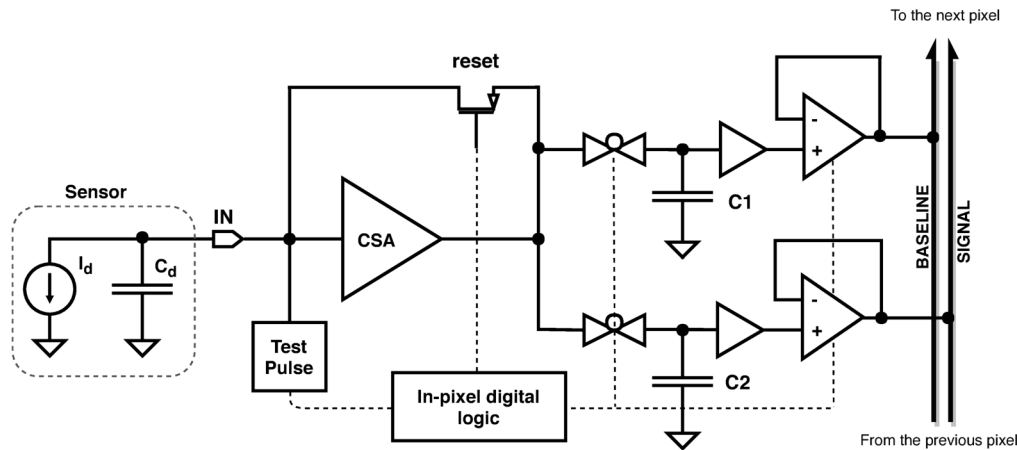 To the next pixel
reset
Sensor
IN
CSA
I_d
C_d
-
+
C1
BASELINE
SIGNAL
Test
Pulse
In-pixel digital
logic
-
+
C2
From the previous pixel